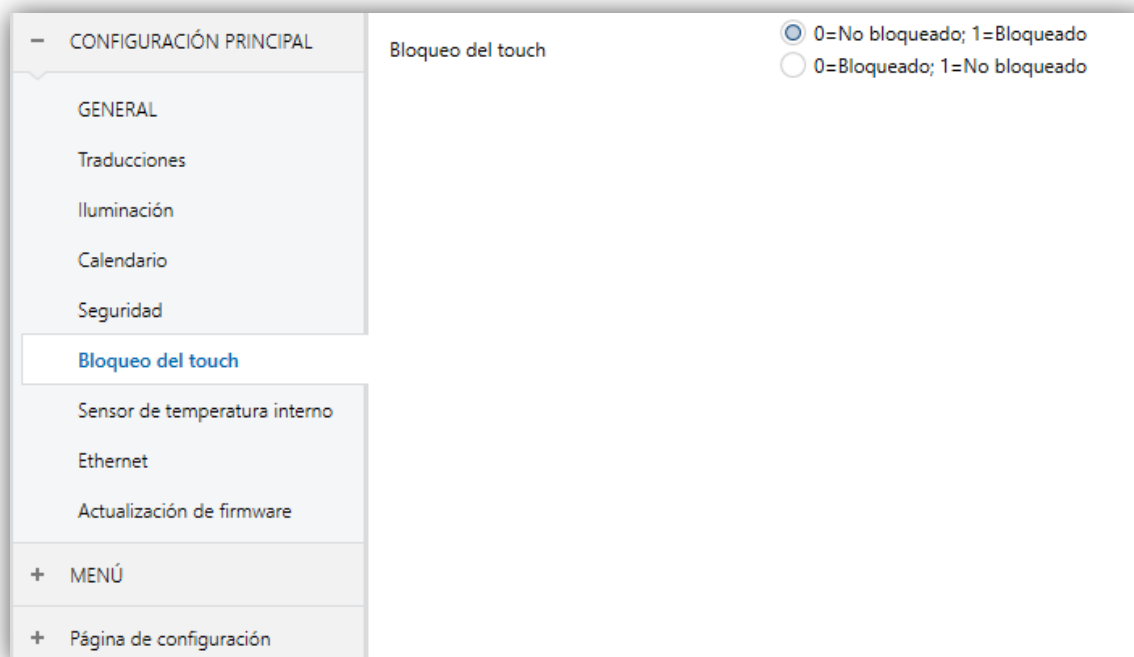 − CONFIGURACIÓN PRINCIPAL
GENERAL
Traducciones
Iluminación
Calendario
Seguridad
Bloqueo del touch
Sensor de temperatura interno
Ethernet
Actualización de firmware
+ MENÚ
+ Página de configuración
Bloqueo del touch
0=No bloqueado; 1=Bloqueado
0=Bloqueado; 1=No bloqueado